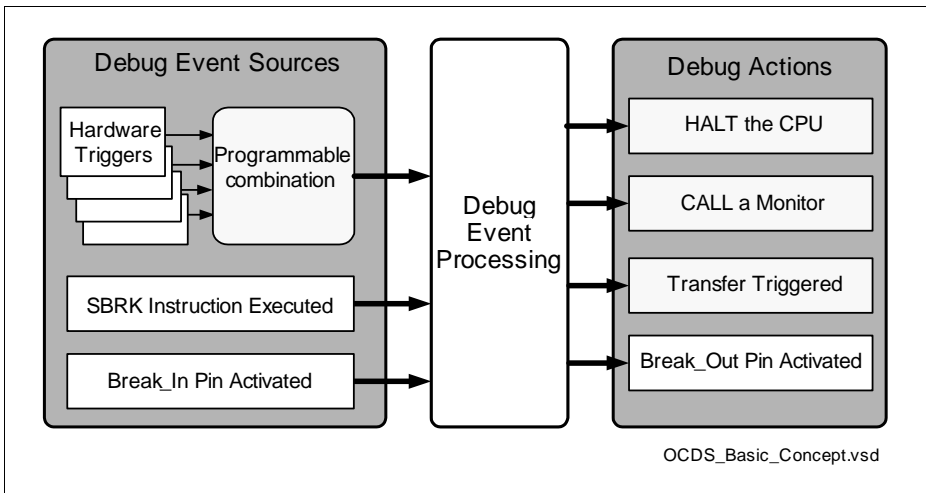 Debug Event Sources
Hardware
Triggers
Programmable
combination
SBRK Instruction Executed
Break_In Pin Activated
Debug
Event
Processing
Debug Actions
HALT the CPU
CALL a Monitor
Transfer Triggered
Break_Out Pin Activated
OCDS_Basic_Concept.vsd